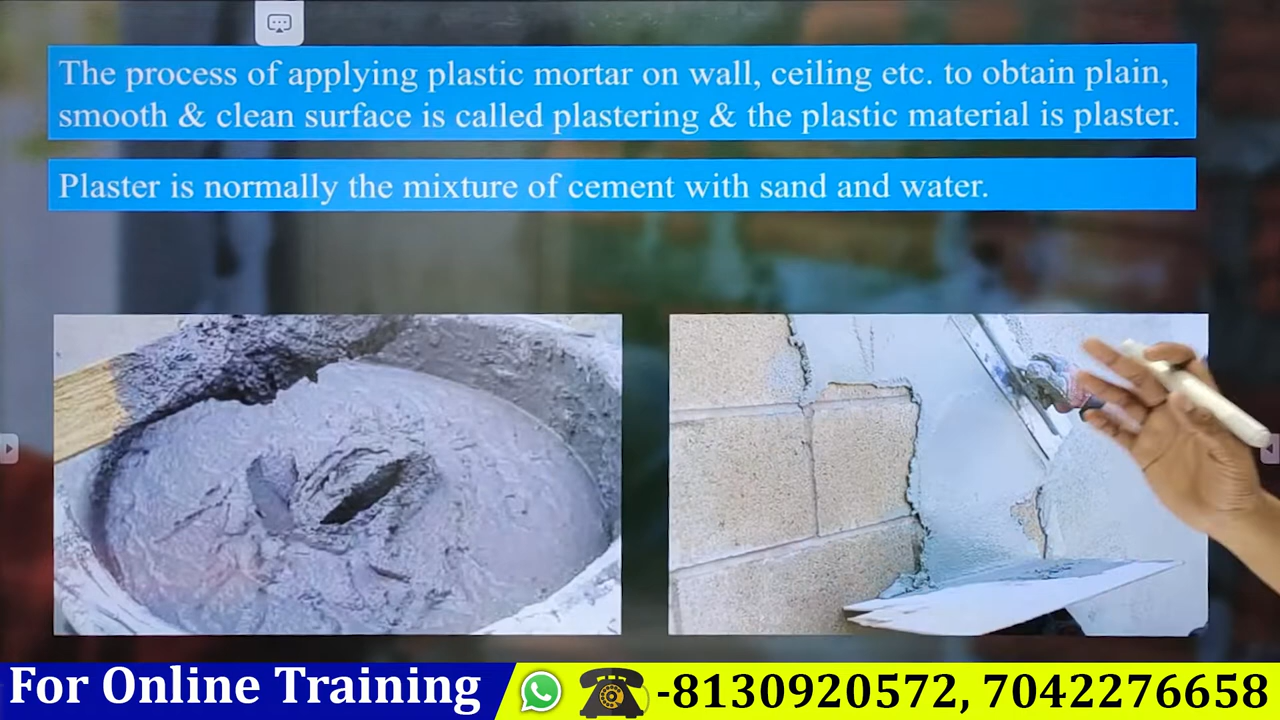 The process of applying plastic mortar on wall, ceiling etc. to obtain plain,
smooth & clean surface is called plastering & the plastic material is plaster.
Plaster is normally the mixture of cement with sand and water.
For Online Training -8130920572, 7042276658